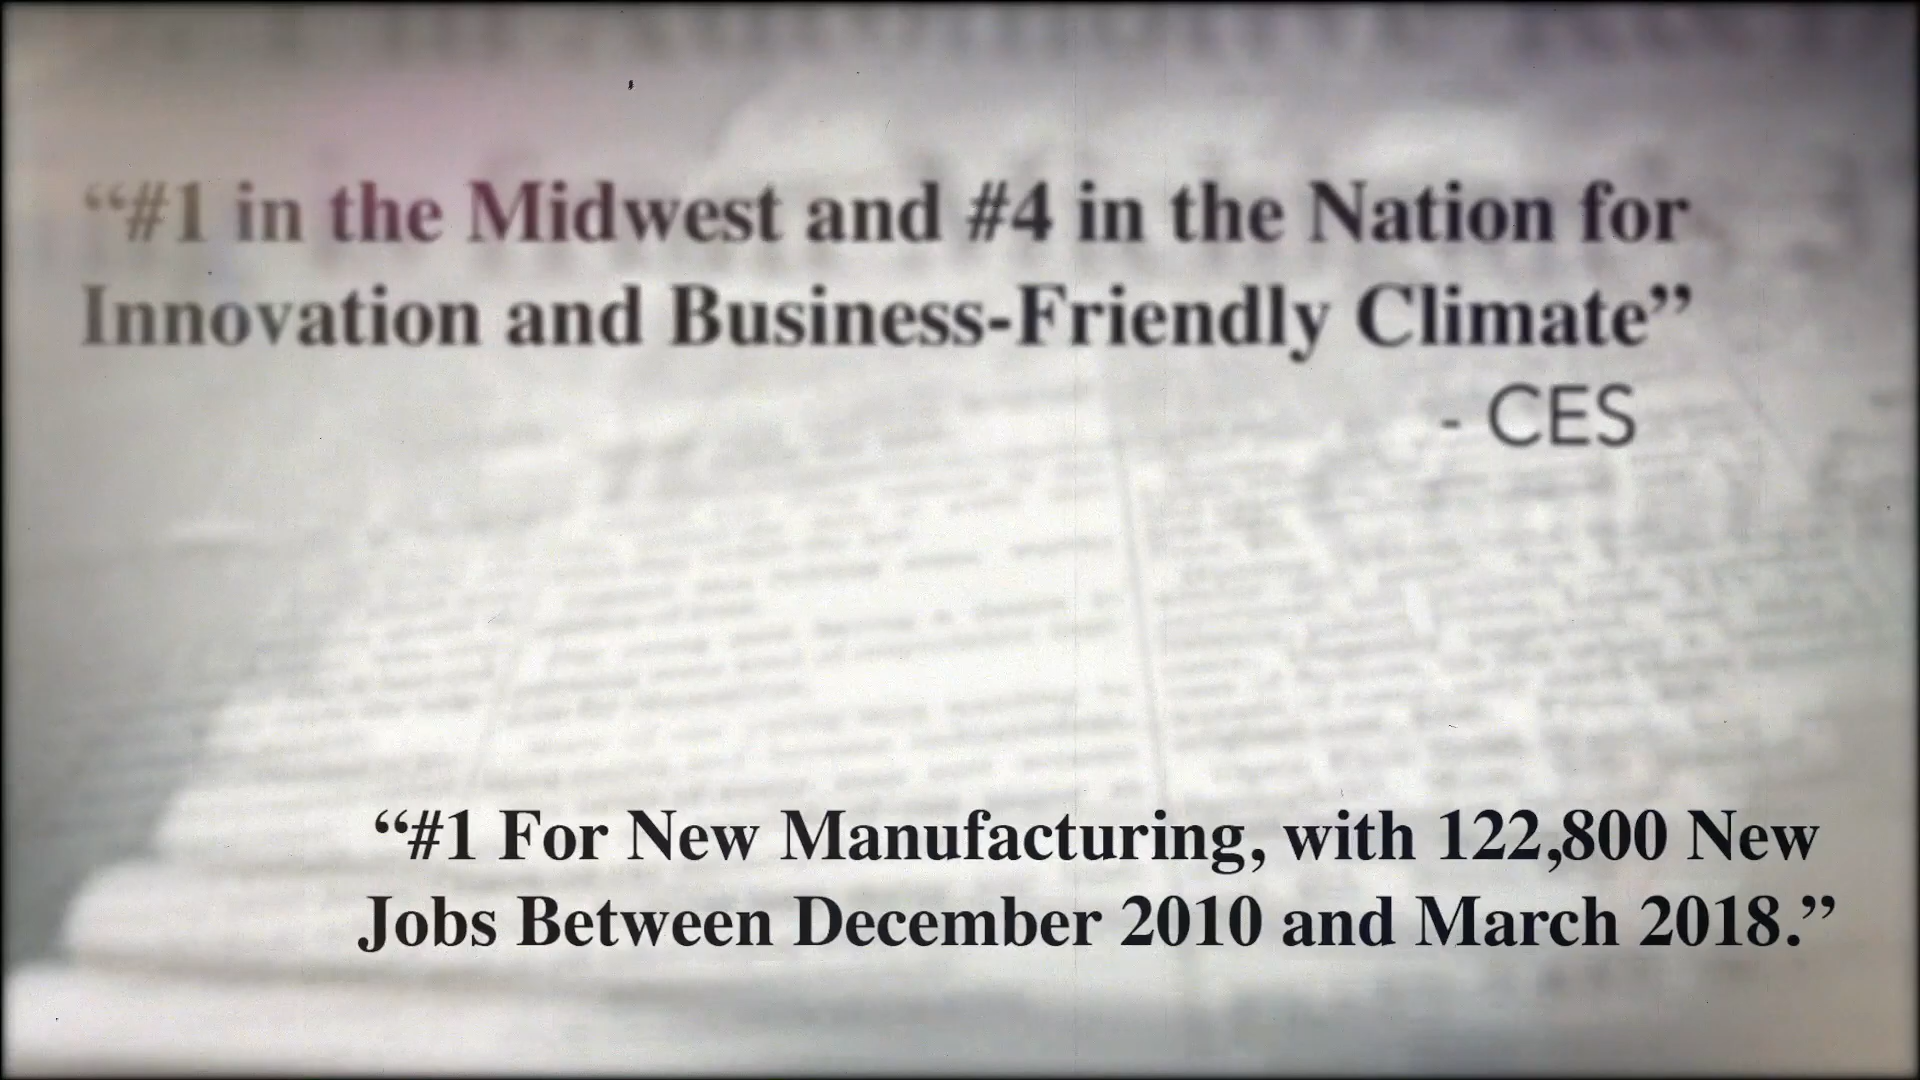 “#1 in the Midwest and #4 in the Nation for
Innovation and Business-Friendly Climate”
- CES
“#1 For New Manufacturing, with 122,800 New
Jobs Between December 2010 and March 2018.”